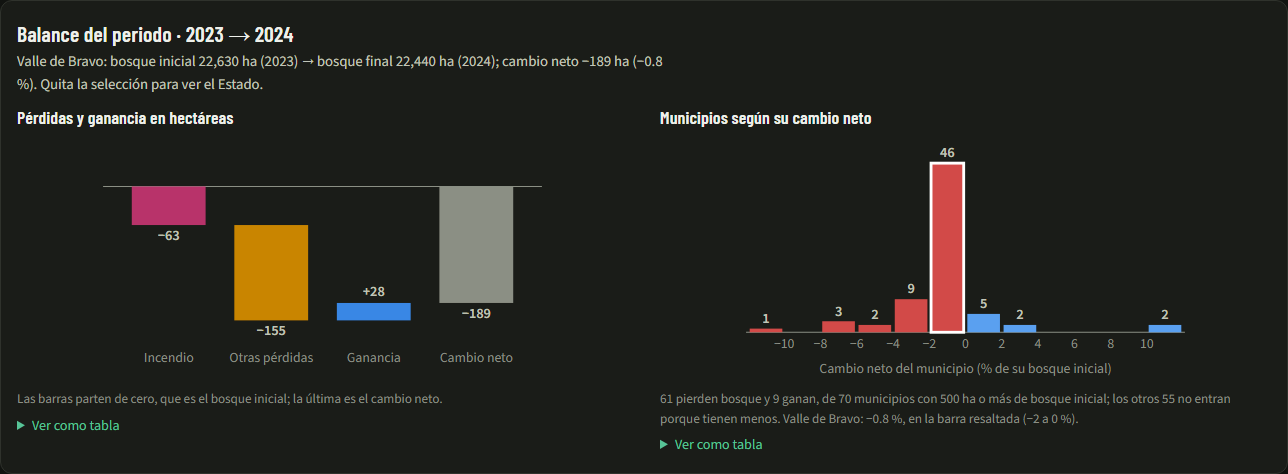 Balance del periodo · 2023 → 2024
Valle de Bravo: bosque inicial 22,630 ha (2023) → bosque final 22,440 ha (2024); cambio neto −189 ha (−0.8
%). Quita la selección para ver el Estado.
Pérdidas y ganancia en hectáreas
−63
−155
+28
−189
Incendio
Otras pérdidas
Ganancia
Cambio neto
Las barras parten de cero, que es el bosque inicial; la última es el cambio neto.
▶ Ver como tabla
Municipios según su cambio neto
1
3
2
9
46
5
2
2
−10
−8
−6
−4
−2
0
2
4
6
8
10
Cambio neto del municipio (% de su bosque inicial)
61 pierden bosque y 9 ganan, de 70 municipios con 500 ha o más de bosque inicial; los otros 55 no entran
porque tienen menos. Valle de Bravo: −0.8 %, en la barra resaltada (−2 a 0 %).
▶ Ver como tabla